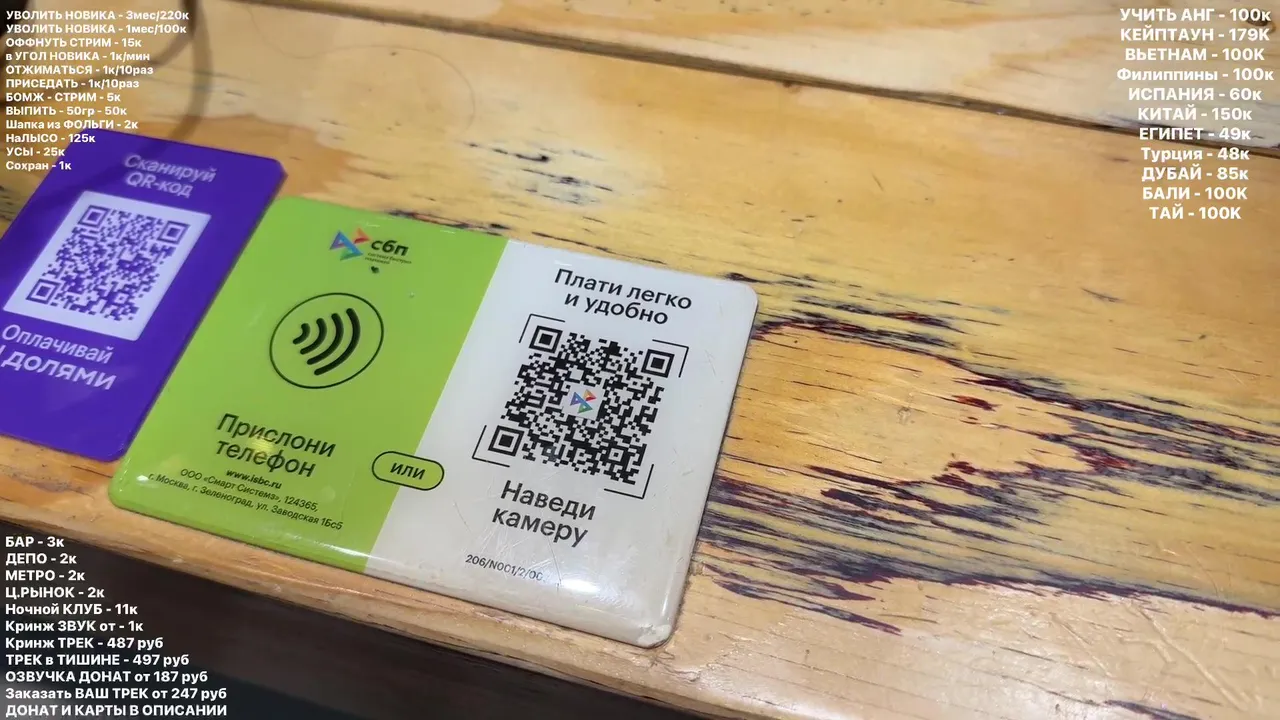 УВОЛИТЬ НОВИКА - 3мес/220к
УВОЛИТЬ НОВИКА - 1мес/100к
ОФФНУТЬ СТРИМ - 15к
в УГОЛ НОВИКА - 1к/мин
ОТЖИМАТЬСЯ - 1к/10раз
ПРИСЕДАТЬ - 1к/10раз
БОМЖ - СТРИМ - 5к
ВЫПИТЬ - 50гр - 50к
Шапка из ФОЛЬГИ - 2к
НаЛЫСО - 125к
УСЫ - 25к
Сохран - 1к
УЧИТЬ АНГ - 100к
КЕЙПТАУН - 179К
ВЬЕТНАМ - 100К
Филиппины - 100к
ИСПАНИЯ - 60к
КИТАЙ - 150к
ЕГИПЕТ - 49к
Турция - 48к
ДУБАЙ - 85к
БАЛИ - 100К
ТАЙ - 100К
Сканируй
QR-код
Оплачивай
ДОЛЯМИ
сбп
Прислони
телефон
www.isbc.ru
ООО «Смарт Системз», 124365,
г. Москва, г. Зеленоград, ул. Заводская 1Бс5
или
Плати легко
и удобно
Наведи
камеру
206/N001/2/00
БАР - 3к
ДЕПО - 2к
МЕТРО - 2к
Ц.РЫНОК - 2к
Ночной КЛУБ - 11к
Кринж ЗВУК от - 1к
Кринж ТРЕК - 487 руб
ТРЕК в ТИШИНЕ - 497 руб
ОЗВУЧКА ДОНАТ от 187 руб
Заказать ВАШ ТРЕК от 247 руб
ДОНАТ И КАРТЫ В ОПИСАНИИ